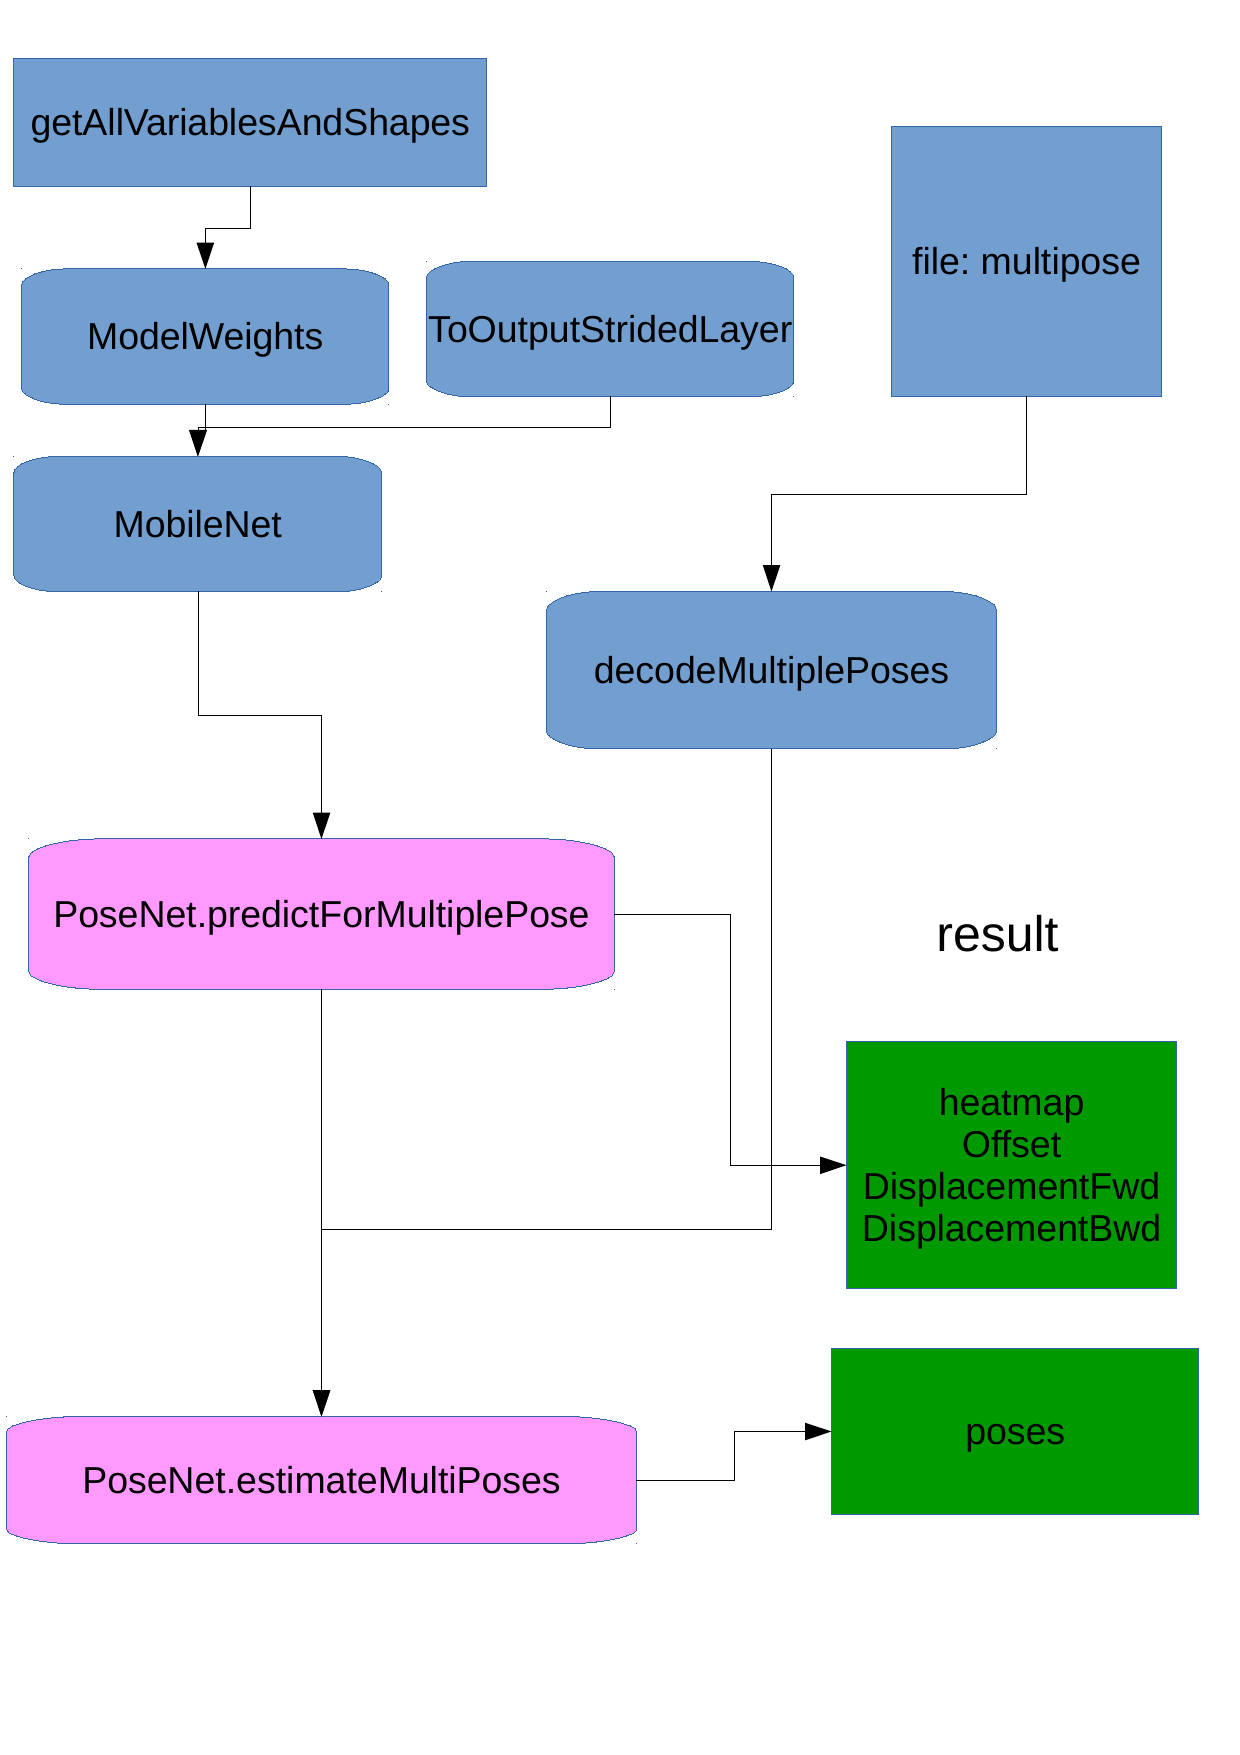 getAllVariablesAndShapes
file: multipose
ModelWeights
ToOutputStridedLayer
MobileNet
decodeMultiplePoses
PoseNet.predictForMultiplePose
result
heatmap
Offset
DisplacementFwd
DisplacementBwd
poses
PoseNet.estimateMultiPoses